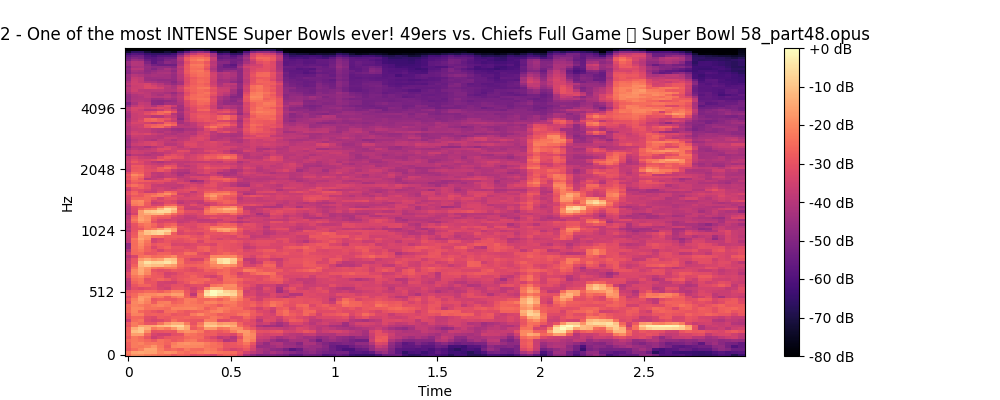 2 - One of the most INTENSE Super Bowls ever! 49ers vs. Chiefs Full Game 􏿮 Super Bowl 58_part48.opus
+0 dB
-10 dB
-20 dB
-30 dB
-40 dB
-50 dB
-60 dB
-70 dB
-80 dB
4096
2048
1024
512
0
Hz
0
0.5
1
1.5
2
2.5
Time